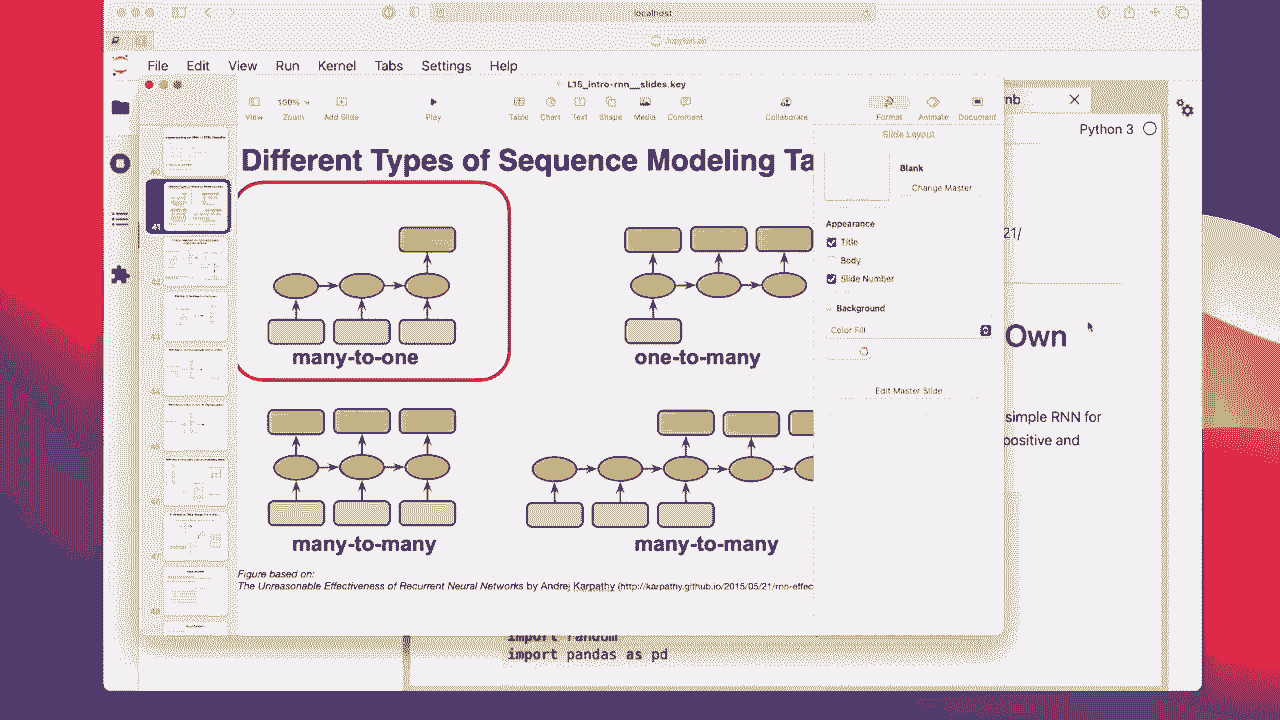 localhost
JupyterLab
File Edit View Run Kernel Tabs Settings Help
L15_intro-rnn__slides.key
nb
100%
View Zoom Add Slide Play Table Chart Text Shape Media Comment Collaborate Format Animate Document
Python 3
Slide Layout
Different Types of Sequence Modeling Ta
Blank
Change Master
Appearance
Title
Body
Slide Number
Background
Color Fill
Edit Master Slide
21/
Own
many-to-one
one-to-many
simple RNN for
positive and
many-to-many
many-to-many
Figure based on:
The Unreasonable Effectiveness of Recurrent Neural Networks by Andrej Karpathy (http://karpathy.github.io/2015/05/21/rnn-effec
import random
import pandas as pd